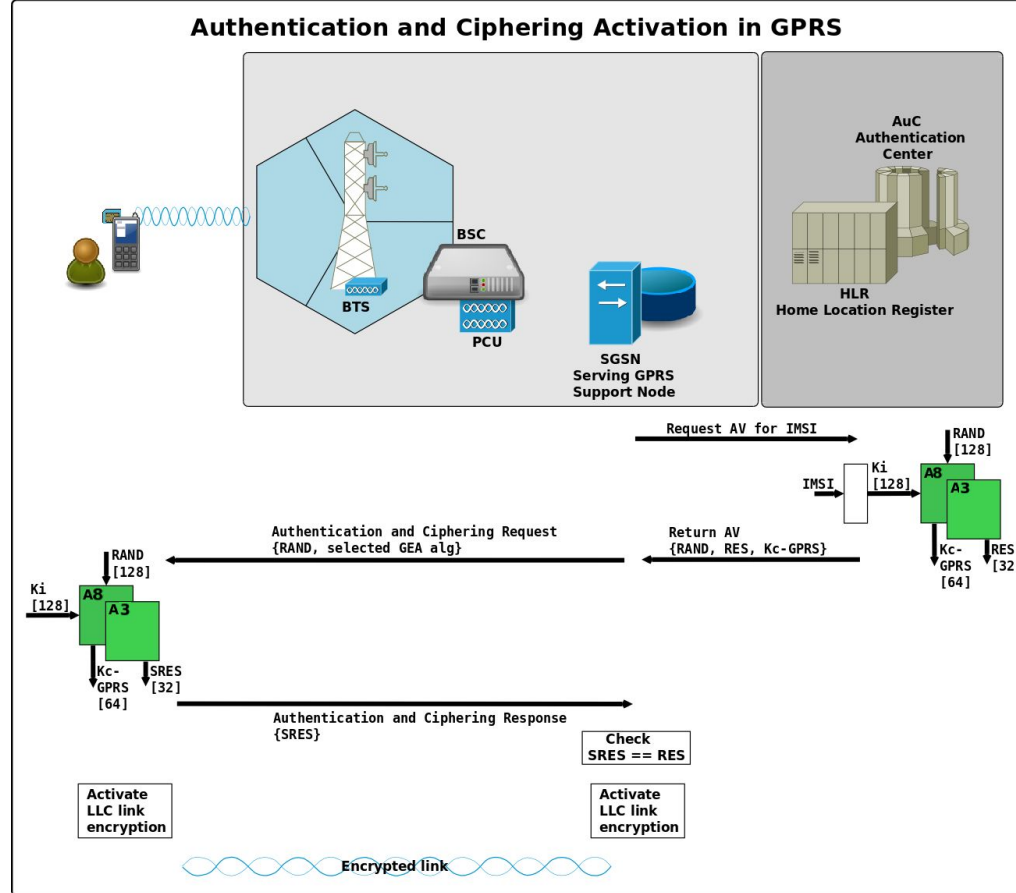 Authentication and Ciphering Activation in GPRS
AuC
Authentication
Center
BSC
BTS
PCU
HLR
Home Location Register
SGSN
Serving GPRS
Support Node
Request AV for IMSI
RAND
[128]
IMSI
Ki
[128]
A8
A3
Authentication and Ciphering Request
{RAND, selected GEA alg}
Return AV
{RAND, RES, Kc-GPRS}
Kc-
GPRS
[64]
RES
[32
RAND
[128]
Ki
[128]
A8
A3
Kc-
GPRS
[64]
SRES
[32]
Authentication and Ciphering Response
{SRES}
Check
SRES == RES
Activate
LLC link
encryption
Activate
LLC link
encryption
Encrypted link